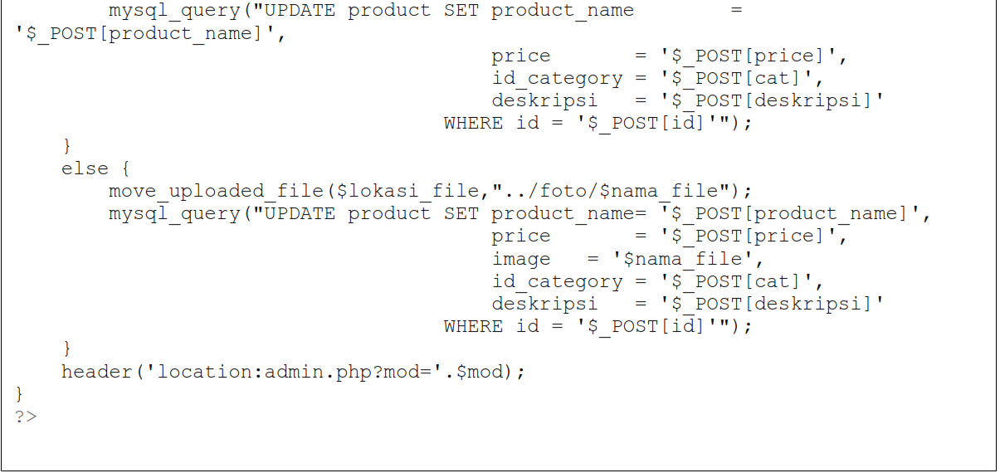 mysql_query("UPDATE product SET product_name =
'$_POST[product_name]',
price = '$_POST[price]',
id_category = '$_POST[cat]',
deskripsi = '$_POST[deskripsi]'
WHERE id = '$_POST[id]'");
}
else {
move_uploaded_file($lokasi_file,"../foto/$nama_file");
mysql_query("UPDATE product SET product_name= '$_POST[product_name]',
price = '$_POST[price]',
image = '$nama_file',
id_category = '$_POST[cat]',
deskripsi = '$_POST[deskripsi]'
WHERE id = '$_POST[id]'");
}
header('location:admin.php?mod='.$mod);
}
?>